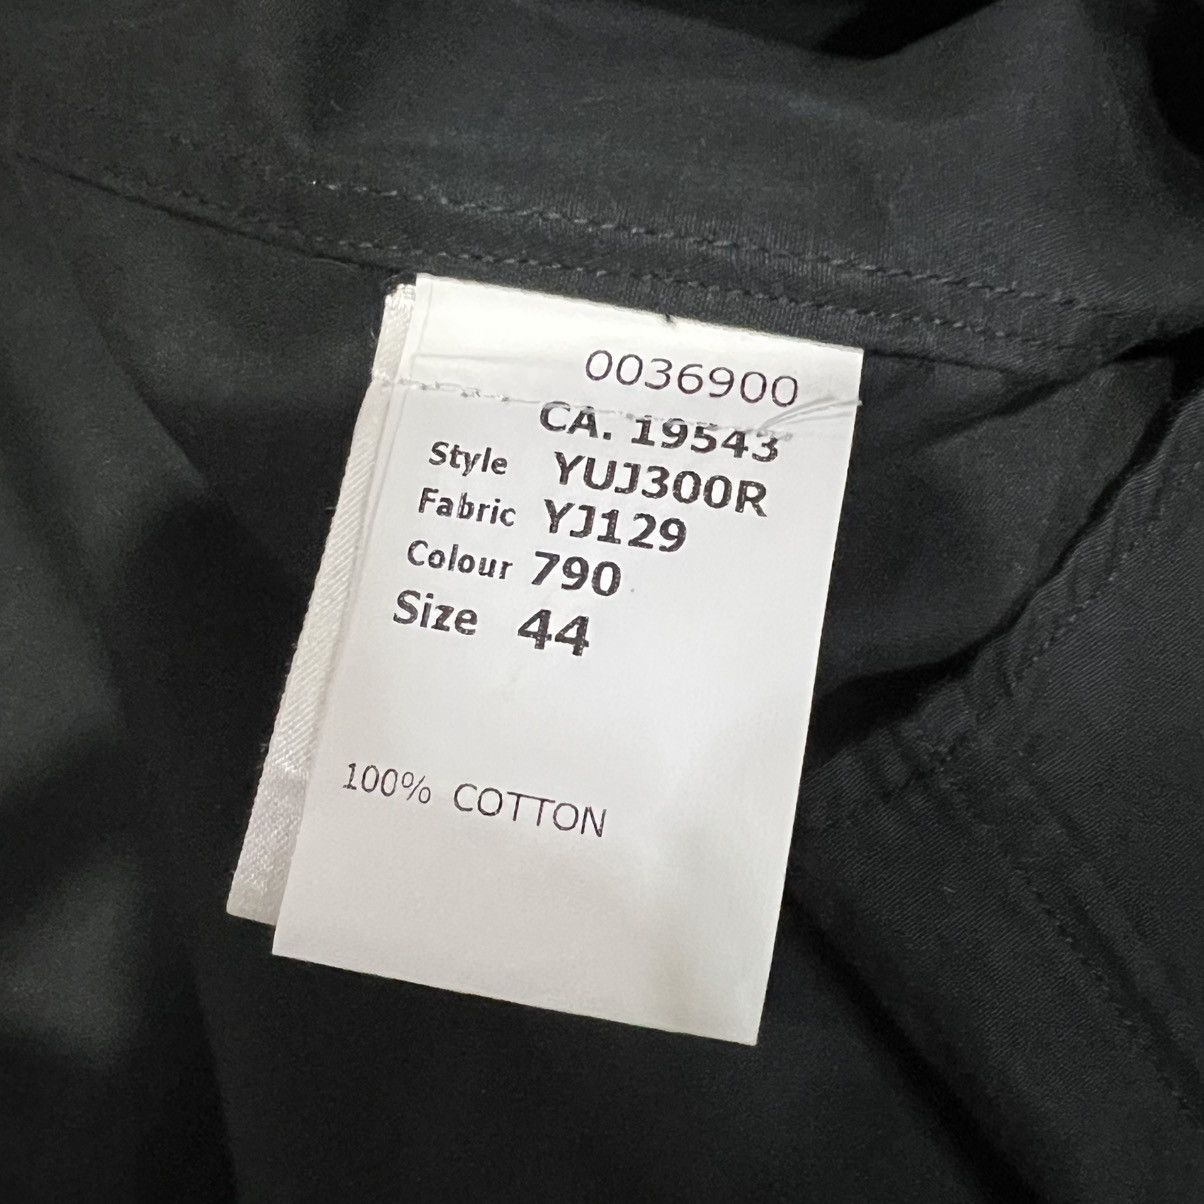 0036900
CA. 19543
Style YUJ300R
Fabric YJ129
Colour 790
Size 44
100% COTTON